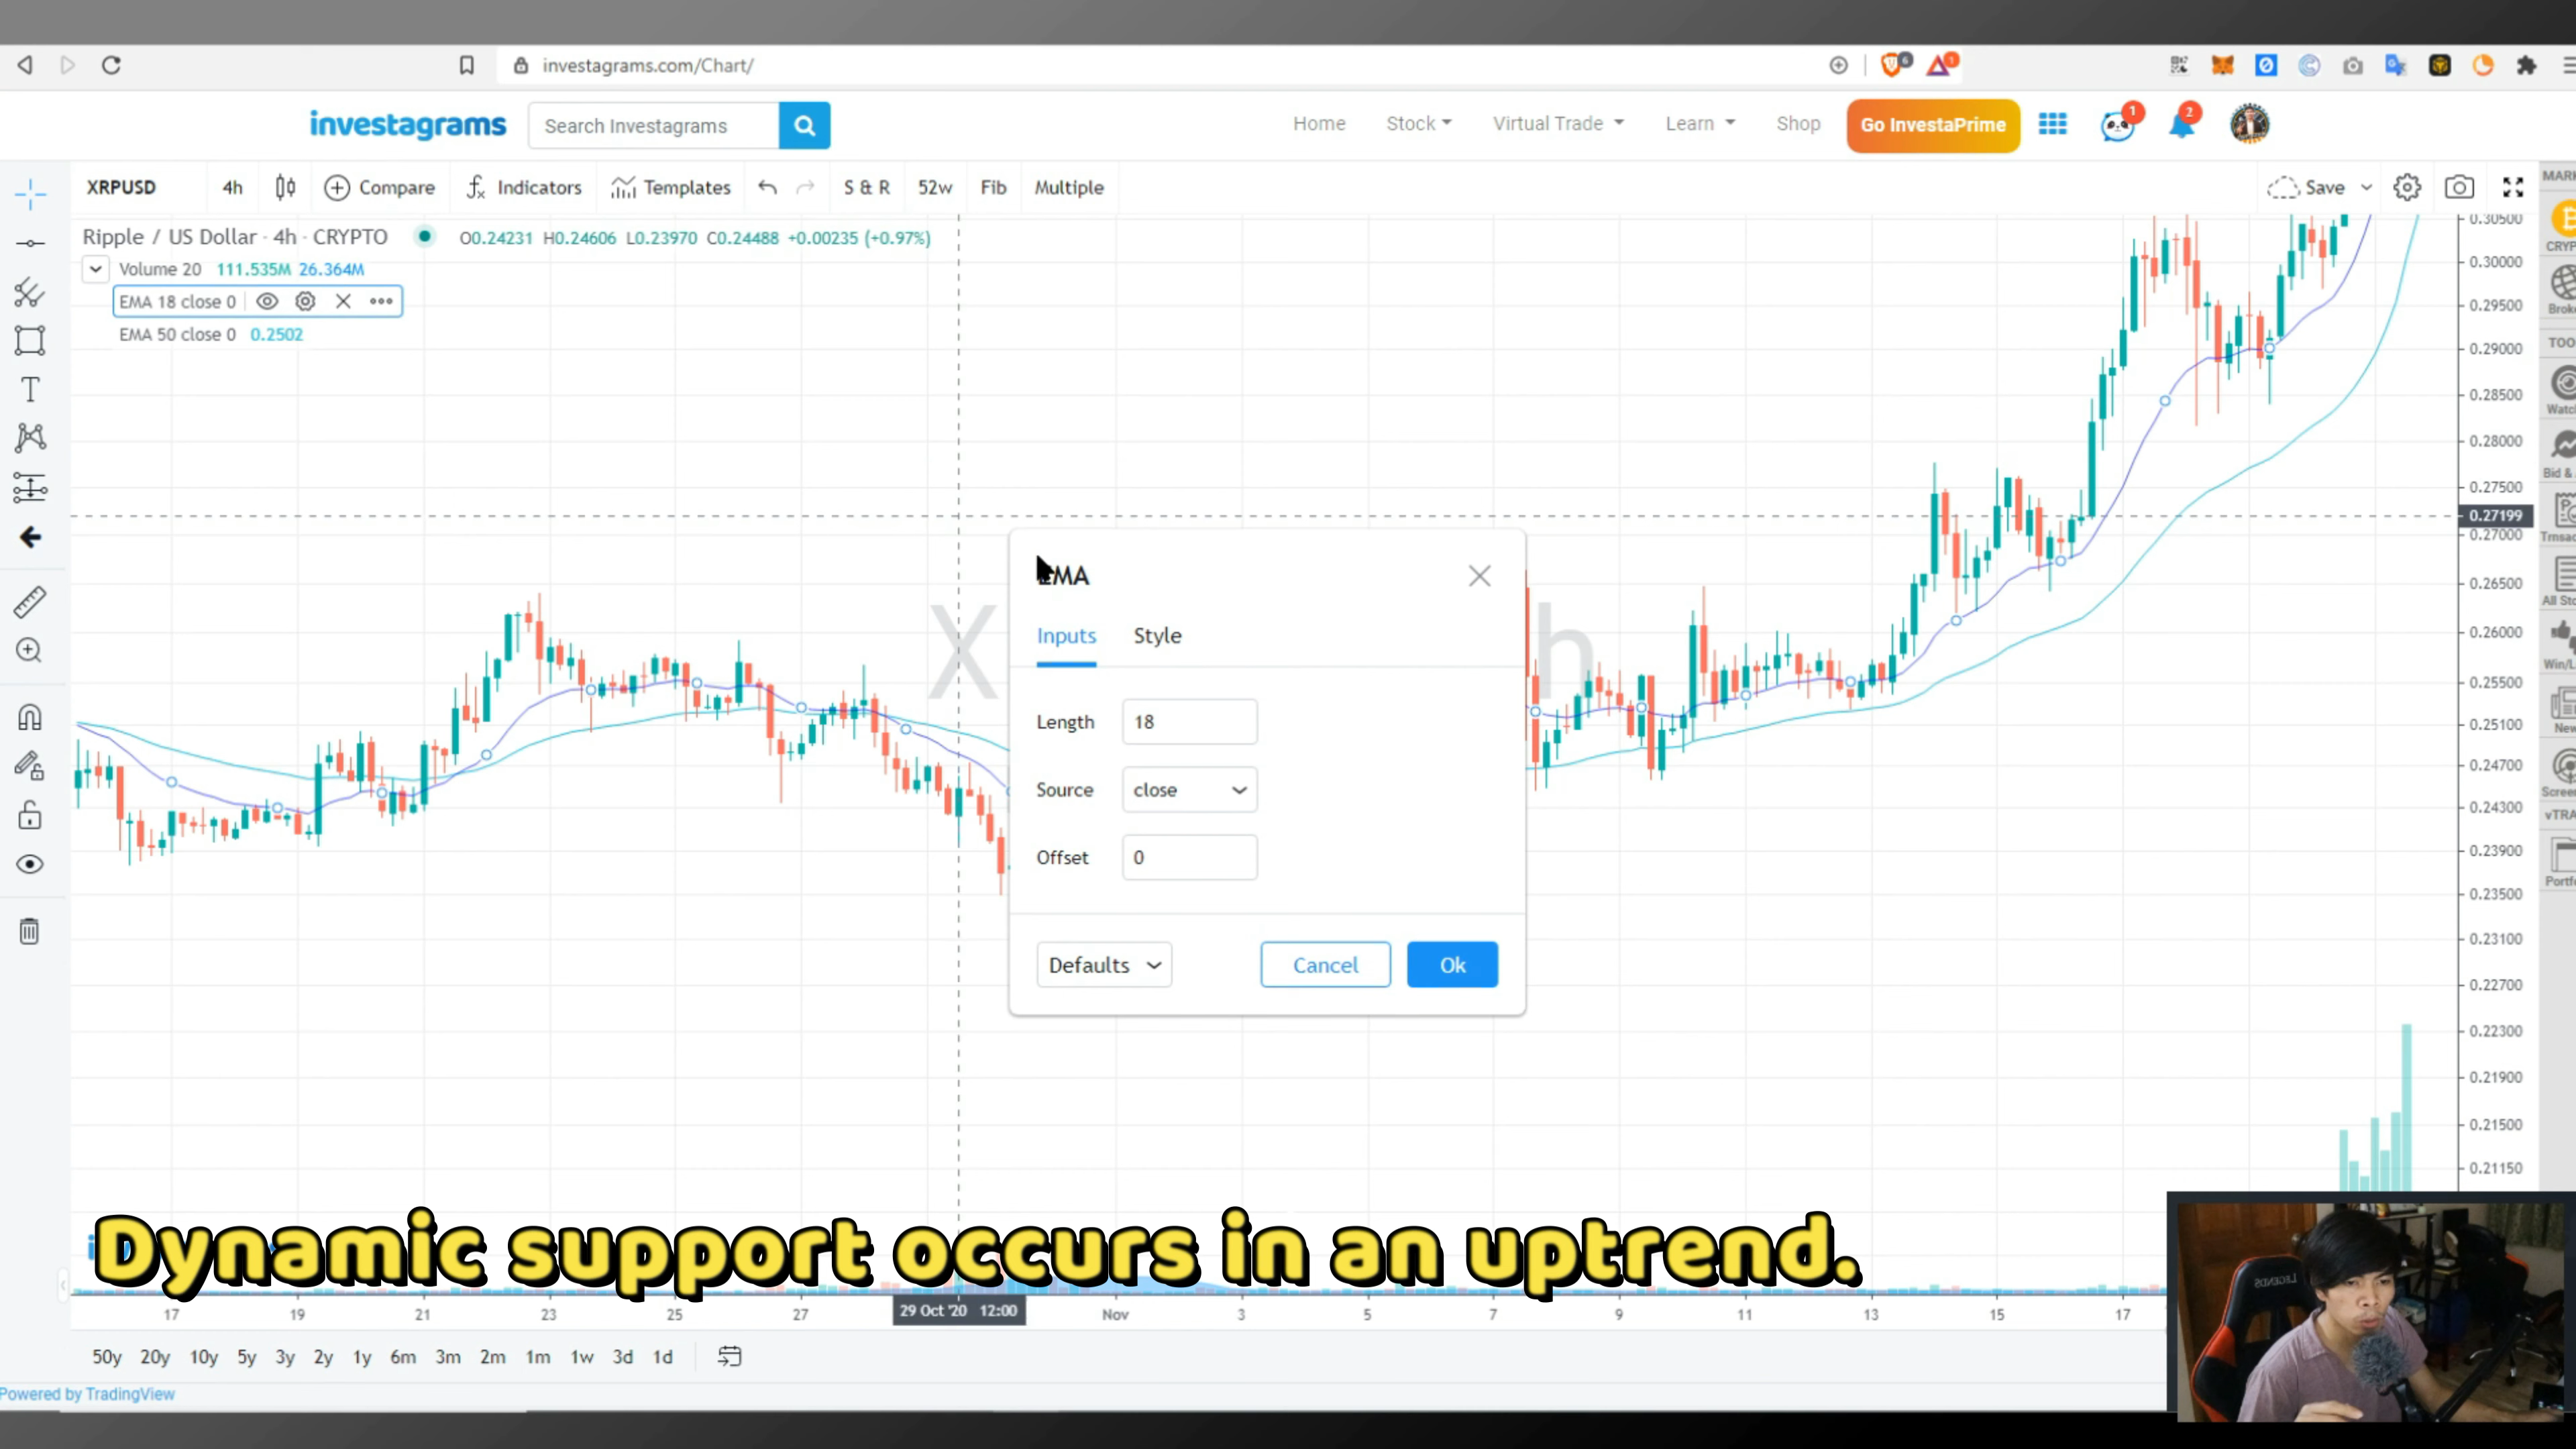 investagrams.com/Chart/
6
1
investagrams
Search Investagrams
Home
Stock
Virtual Trade
Learn
Shop
Go InvestaPrime
1
2
XRPUSD
4h
Compare
Indicators
Templates
S & R
52w
Fib
Multiple
Save
Ripple / US Dollar · 4h · CRYPTO
O0.24231 H0.24606 L0.23970 C0.24488 +0.00235 (+0.97%)
Volume 20 111.535M 26.364M
EMA 18 close 0
EMA 50 close 0 0.2502
0.30500
0.30000
0.29500
0.29000
0.28500
0.28000
0.27500
0.27199
0.27000
0.26500
0.26000
0.25500
0.25100
0.24700
0.24300
0.23900
0.23500
0.23100
0.22700
0.22300
0.21900
0.21500
0.21150
X
h
EMA
Inputs
Style
Length 18
Source close
Offset 0
Defaults
Cancel
Ok
Dynamic support occurs in an uptrend.
17
19
21
23
25
27
29 Oct '20 12:00
Nov
3
5
7
9
11
13
15
17
50y 20y 10y 5y 3y 2y 1y 6m 3m 2m 1m 1w 3d 1d
Powered by TradingView
LEGENDS